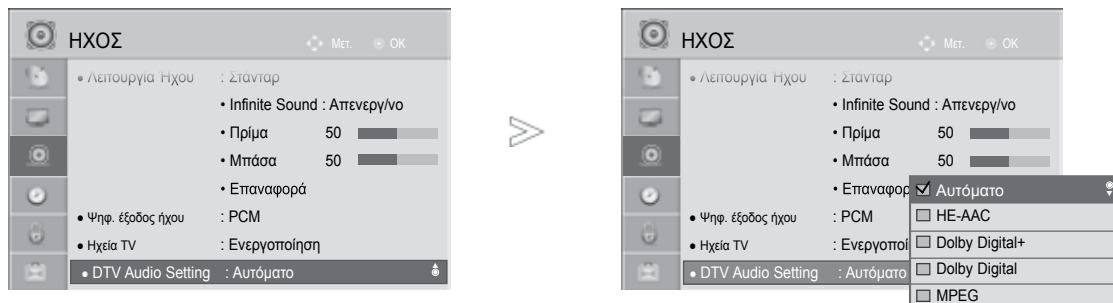 ΗΧΟΣ Μετ. OK
• Λειτουργία Ήχου : Στάνταρ
• Infinite Sound : Απενεργ/νο
• Πρίμα 50
• Μπάσα 50
• Επαναφορά
• Ψηφ. έξοδος ήχου : PCM
• Ηχεία TV : Ενεργοποίηση
• DTV Audio Setting : Αυτόματο
ΗΧΟΣ Μετ. OK
• Λειτουργία Ήχου : Στάνταρ
• Infinite Sound : Απενεργ/νο
• Πρίμα 50
• Μπάσα 50
• Επαναφορ
• Ψηφ. έξοδος ήχου : PCM
• Ηχεία TV : Ενεργοποί
• DTV Audio Setting : Αυτόματο
Αυτόματο
HE-AAC
Dolby Digital+
Dolby Digital
MPEG